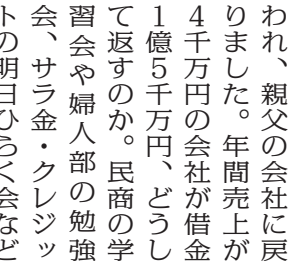 われ、親父の会社に戻
りました。年間売上が
4千万円の会社が借金
1億5千万円、どうし
て返すのか。民商の学
習会や婦人部の勉強
会、サラ金・クレジッ
トの明日ひらく会など